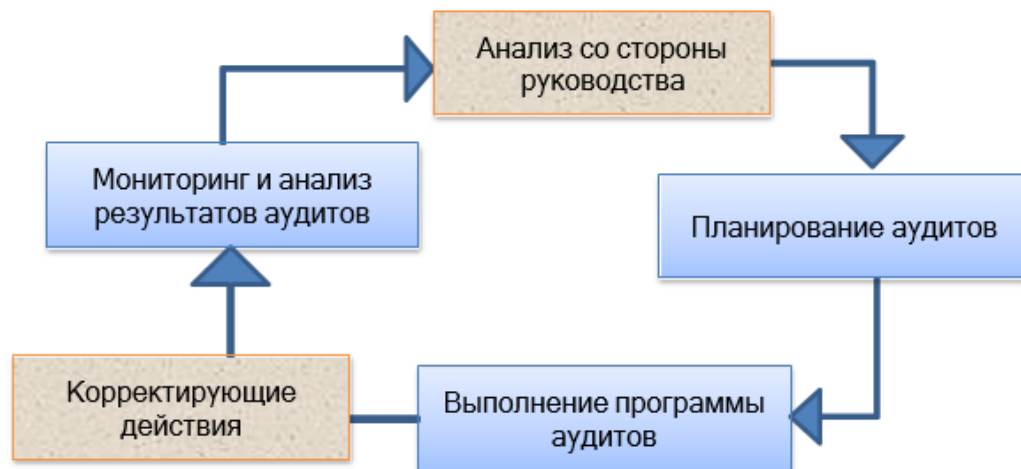 Анализ со стороны
руководства
Мониторинг и анализ
результатов аудитов
Планирование аудитов
Корректирующие
действия
Выполнение программы
аудитов